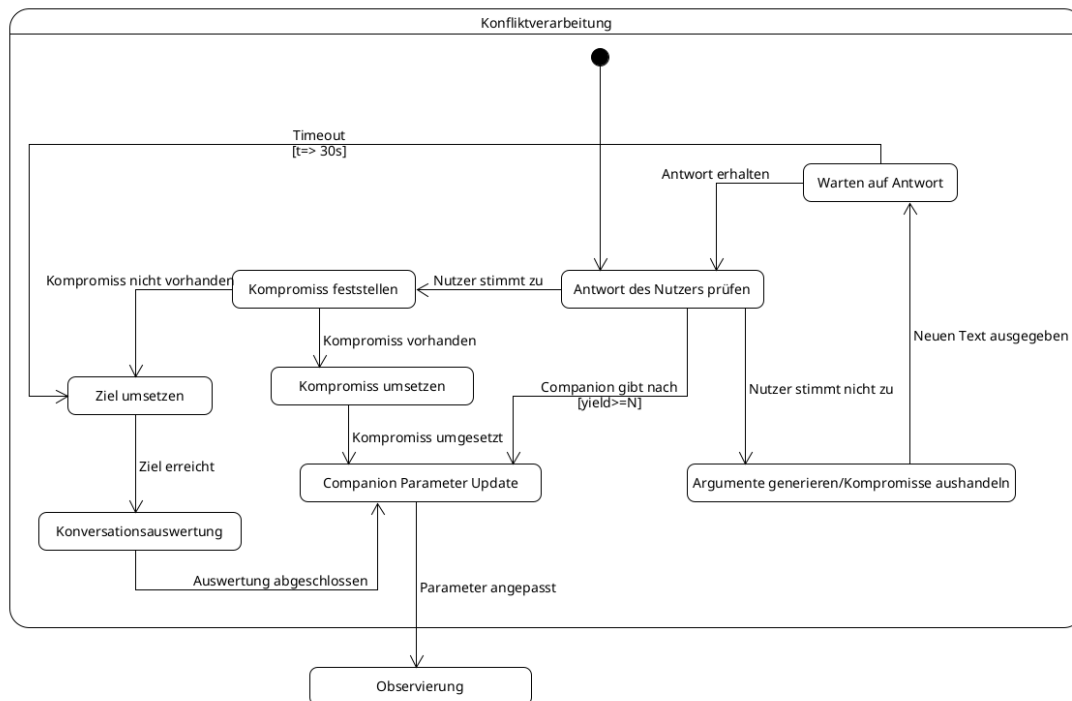 Konfliktverarbeitung
Timeout
[t=> 30s]
Antwort erhalten
Warten auf Antwort
Kompromiss nicht vorhanden
Kompromiss feststellen
Nutzer stimmt zu
Antwort des Nutzers prüfen
Neuen Text ausgegeben
Kompromiss vorhanden
Ziel umsetzen
Kompromiss umsetzen
Companion gibt nach
[yield>=N]
Nutzer stimmt nicht zu
Kompromiss umgesetzt
Ziel erreicht
Companion Parameter Update
Argumente generieren/Kompromisse aushandeln
Konversationsauswertung
Auswertung abgeschlossen
Parameter angepasst
Observierung